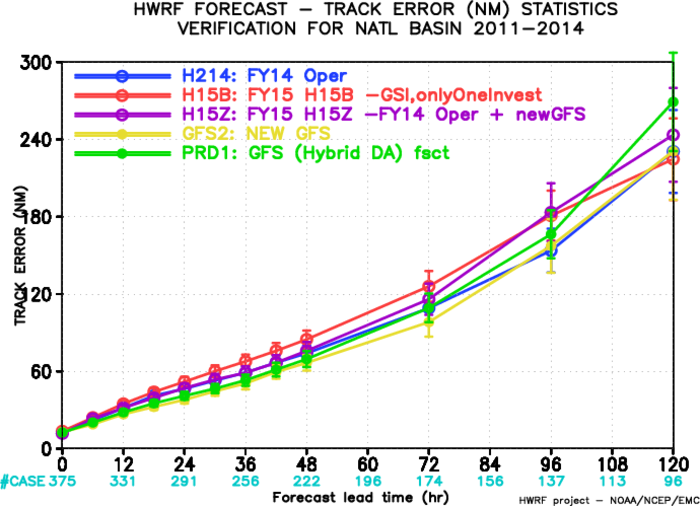 HWRF FORECAST – TRACK ERROR (NM) STATISTICS
VERIFICATION FOR NATL BASIN 2011–2014
H214: FY14 Oper
H15B: FY15 H15B –GSI,onlyOneInvest
H15Z: FY15 H15Z –FY14 Oper + newGFS
GFS2: NEW GFS
PRD1: GFS (Hybrid DA) fsct
TRACK ERROR (NM)
300
240
180
120
60
0
0 12 24 36 48 60 72 84 96 108 120
#CASE 375 331 291 256 222 196 174 156 137 113 96
Forecast lead time (hr)
HWRF project – NOAA/NCEP/EMC